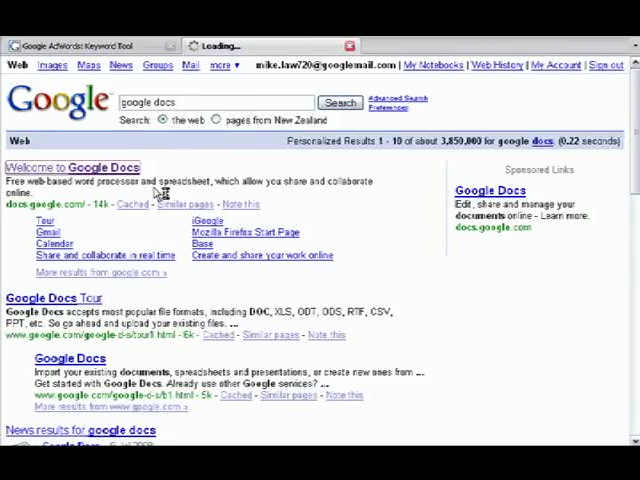 Google AdWords: Keyword Tool
Loading...
Web Images Maps News Groups Mail more mike.law720@googlemail.com | My Notebooks | Web History | My Account | Sign out
Google
google docs
Search
Advanced Search
Preferences
Search: the web pages from New Zealand
Web
Personalized Results 1 - 10 of about 3,850,000 for google docs. (0.22 seconds)
Welcome to Google Docs
Free web-based word processor and spreadsheet, which allow you share and collaborate
online.
docs.google.com/ - 14k - Cached - Similar pages - Note this
Tour
Gmail
Calendar
Share and collaborate in real time
iGoogle
Mozilla Firefox Start Page
Base
Create and share your work online
More results from google.com »
Google Docs Tour
Google Docs accepts most popular file formats, including DOC, XLS, ODT, ODS, RTF, CSV,
PPT, etc. So go ahead and upload your existing files. ...
www.google.com/google-d-s/tour1.html - 6k - Cached - Similar pages - Note this
Google Docs
Import your existing documents, spreadsheets and presentations, or create new ones from ...
Get started with Google Docs. Already use other Google services? ...
www.google.com/google-d-s/b1.html - 5k - Cached - Similar pages - Note this
More results from www.google.com »
News results for google docs
Sponsored Links
Google Docs
Edit, share and manage your
documents online - Learn more.
docs.google.com